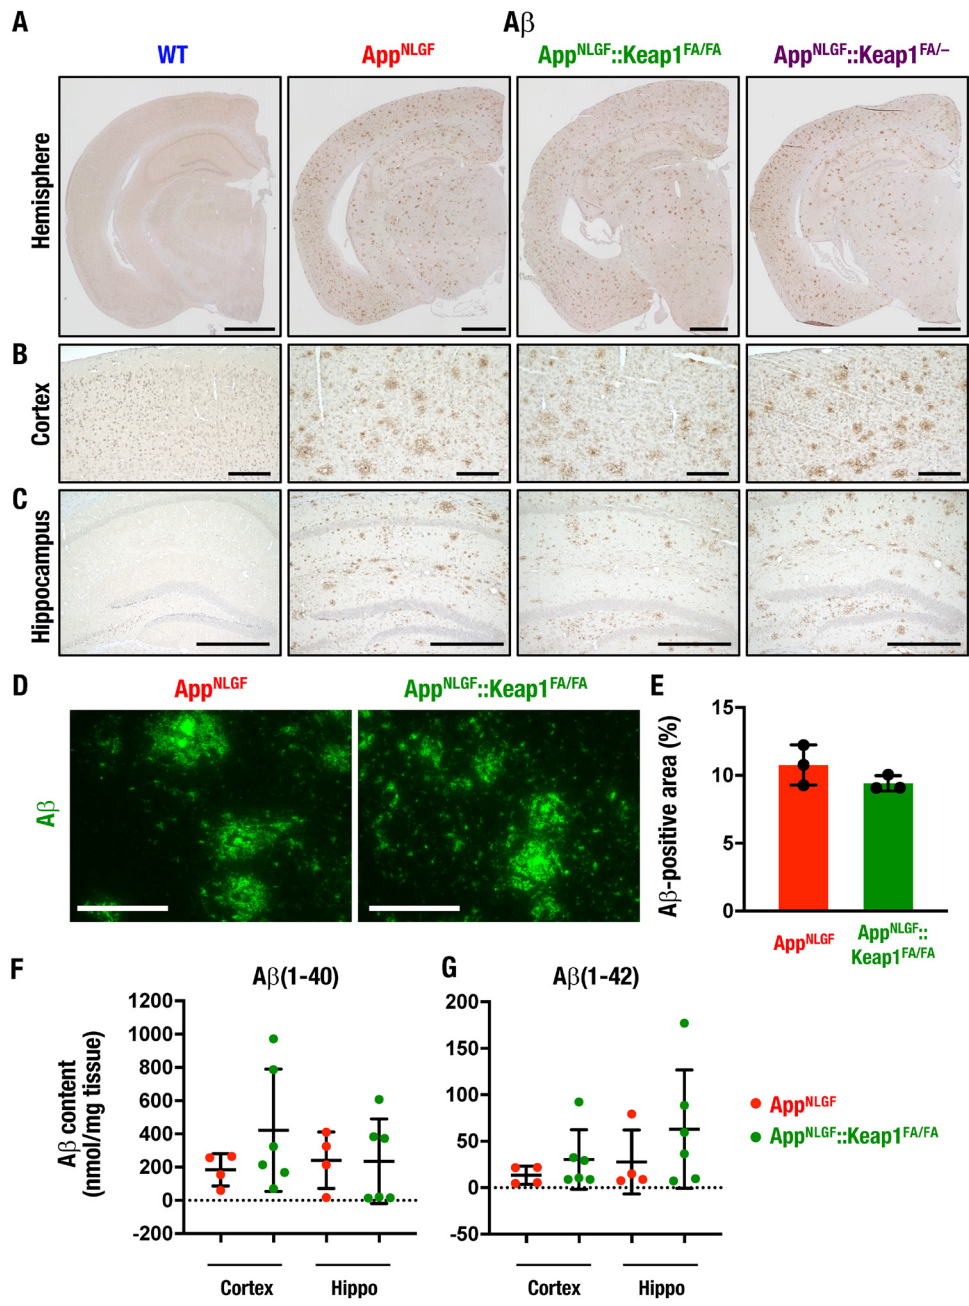 A
Aβ
WT
App^NLGF
App^NLGF::Keap1^FA/FA
App^NLGF::Keap1^FA/–
Hemisphere
B
Cortex
C
Hippocampus
D
App^NLGF
App^NLGF::Keap1^FA/FA
Aβ
E
Aβ-positive area (%)
15
10
5
0
App^NLGF
App^NLGF::
Keap1^FA/FA
F
Aβ(1-40)
Aβ content
(nmol/mg tissue)
1200
1000
800
600
400
200
0
-200
Cortex
Hippo
G
Aβ(1-42)
200
150
100
50
0
-50
Cortex
Hippo
App^NLGF
App^NLGF::Keap1^FA/FA